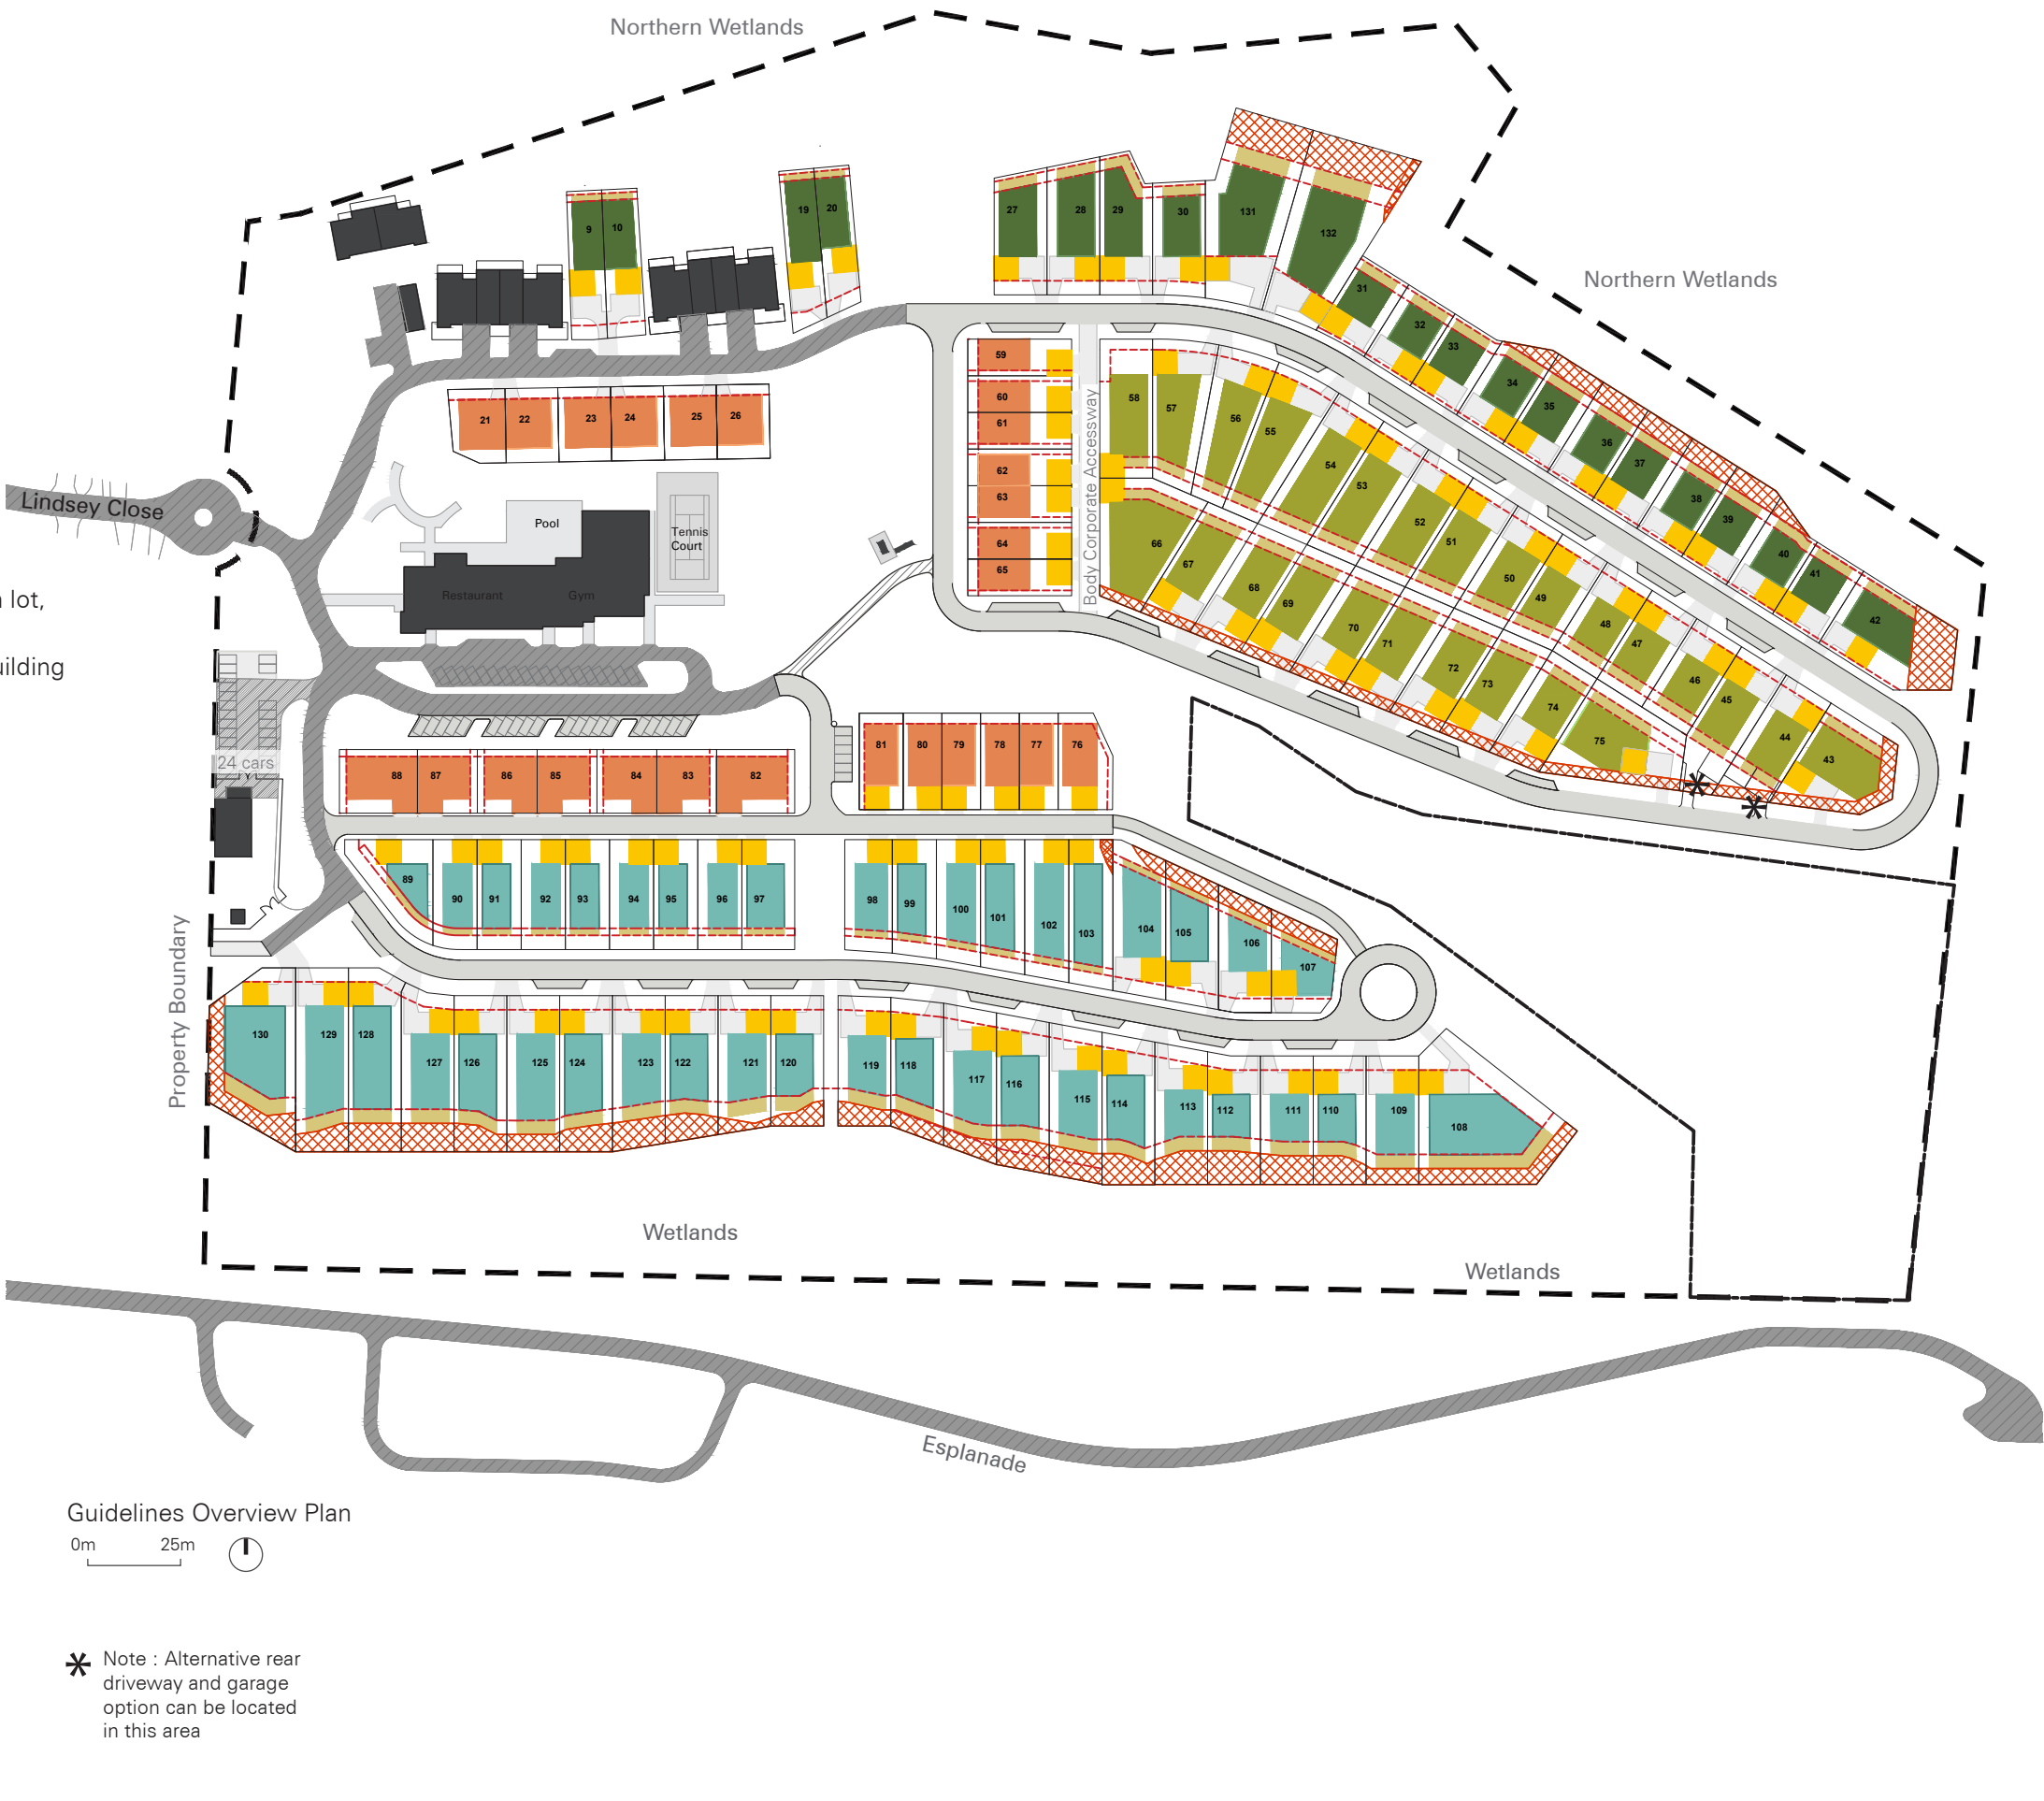 Northern Wetlands
19 20
9 10
27 28 29 30 131
132
Northern Wetlands
31
32
33
34
35
36
37
38
39
40
41
42
59
60
61
62
63
64
65
Body Corporate Accessway
58 57 56 55
54
53
52
51
50
49
48
47
46
45
44
43
66
67
68
69
70
71
72
73
74
75
21 22 23 24 25 26
Lindsey Close
Pool
Tennis
Court
Restaurant Gym
n lot,
uilding
24 cars
81 80 79 78 77 76
88 87 86 85 84 83 82
89
90 91 92 93 94 95 96 97
98 99 100 101 102 103
104 105 106 107
Property Boundary
130 129 128
127 126 125 124 123 122 121 120
119 118 117 116 115 114 113 112 111 110 109 108
Wetlands
Wetlands
Esplanade
Guidelines Overview Plan
0m 25m
* Note : Alternative rear
driveway and garage
option can be located
in this area